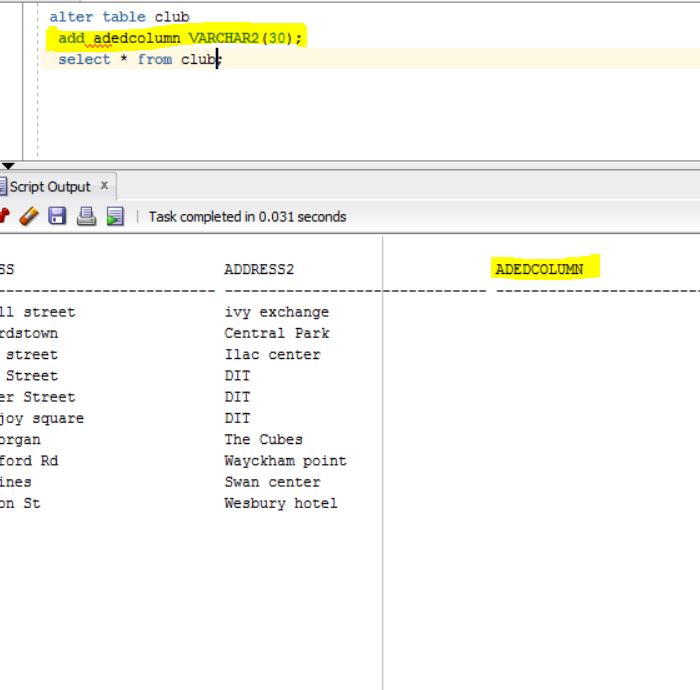 alter table club
add adedcolumn VARCHAR2(30);
select * from club;
Script Output x
Task completed in 0.031 seconds
SS ADDRESS2 ADEDCOLUMN
ll street ivy exchange
rdstown Central Park
street Ilac center
Street DIT
er Street DIT
joy square DIT
organ The Cubes
ford Rd Wayckham point
ines Swan center
on St Wesbury hotel